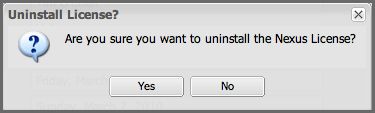 Uninstall License?
Are you sure you want to uninstall the Nexus License?
Yes No